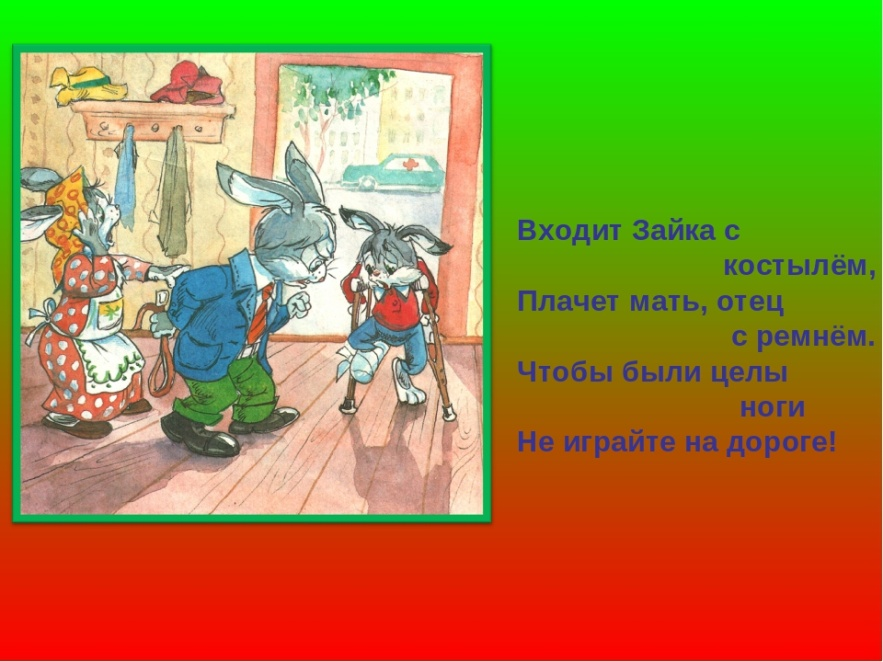 Входит Зайка с
костылём,
Плачет мать, отец
с ремнём.
Чтобы были целы
ноги
Не играйте на дороге!